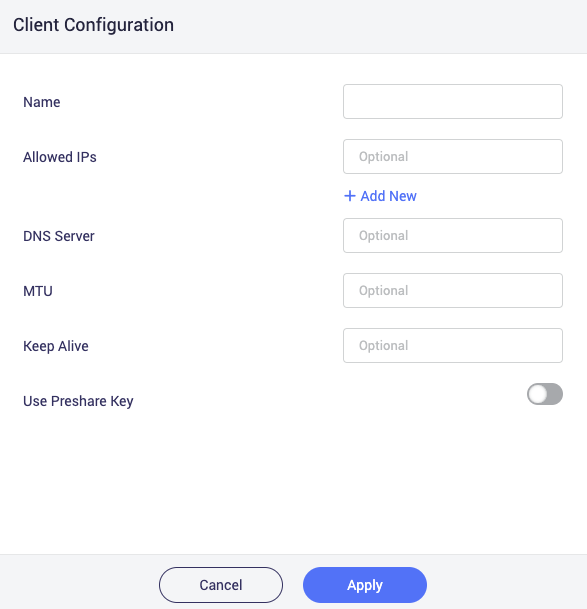 Client Configuration
Name
Allowed IPs Optional
+ Add New
DNS Server Optional
MTU Optional
Keep Alive Optional
Use Preshare Key
Cancel Apply